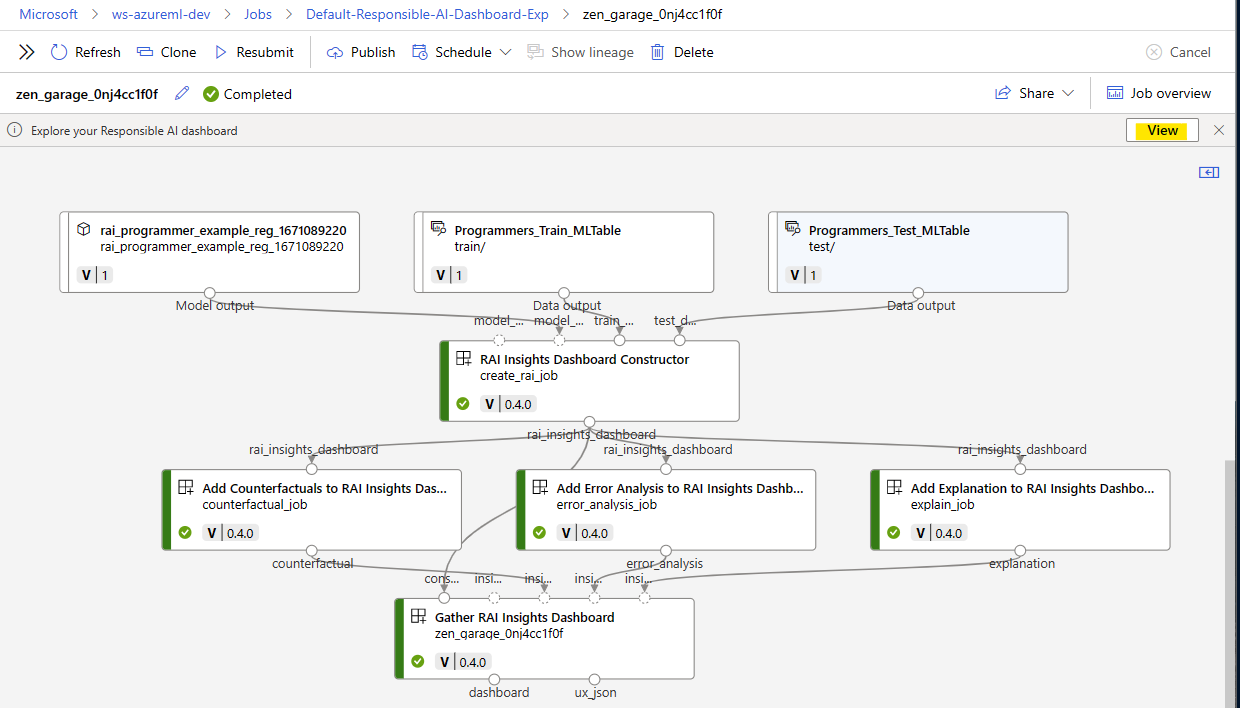 Microsoft > ws-azureml-dev > Jobs > Default-Responsible-AI-Dashboard-Exp > zen_garage_0nj4cc1f0f
Refresh Clone Resubmit Publish Schedule Show lineage Delete Cancel
zen_garage_0nj4cc1f0f Completed Share Job overview
Explore your Responsible AI dashboard View
rai_programmer_example_reg_1671089220
rai_programmer_example_reg_1671089220
V 1
Model output
Programmers_Train_MLTable
train/
V 1
Data output
Programmers_Test_MLTable
test/
V 1
Data output
model_... model_... train_... test_d...
RAI Insights Dashboard Constructor
create_rai_job
V 0.4.0
rai_insights_dashboard
rai_insights_dashboard rai_insights_dashboard rai_insights_dashboard
Add Counterfactuals to RAI Insights Das...
counterfactual_job
V 0.4.0
counterfactual
Add Error Analysis to RAI Insights Dashb...
error_analysis_job
V 0.4.0
error_analysis
Add Explanation to RAI Insights Dashbo...
explain_job
V 0.4.0
explanation
cons... insi... insi... insi... insi...
Gather RAI Insights Dashboard
zen_garage_0nj4cc1f0f
V 0.4.0
dashboard ux_json